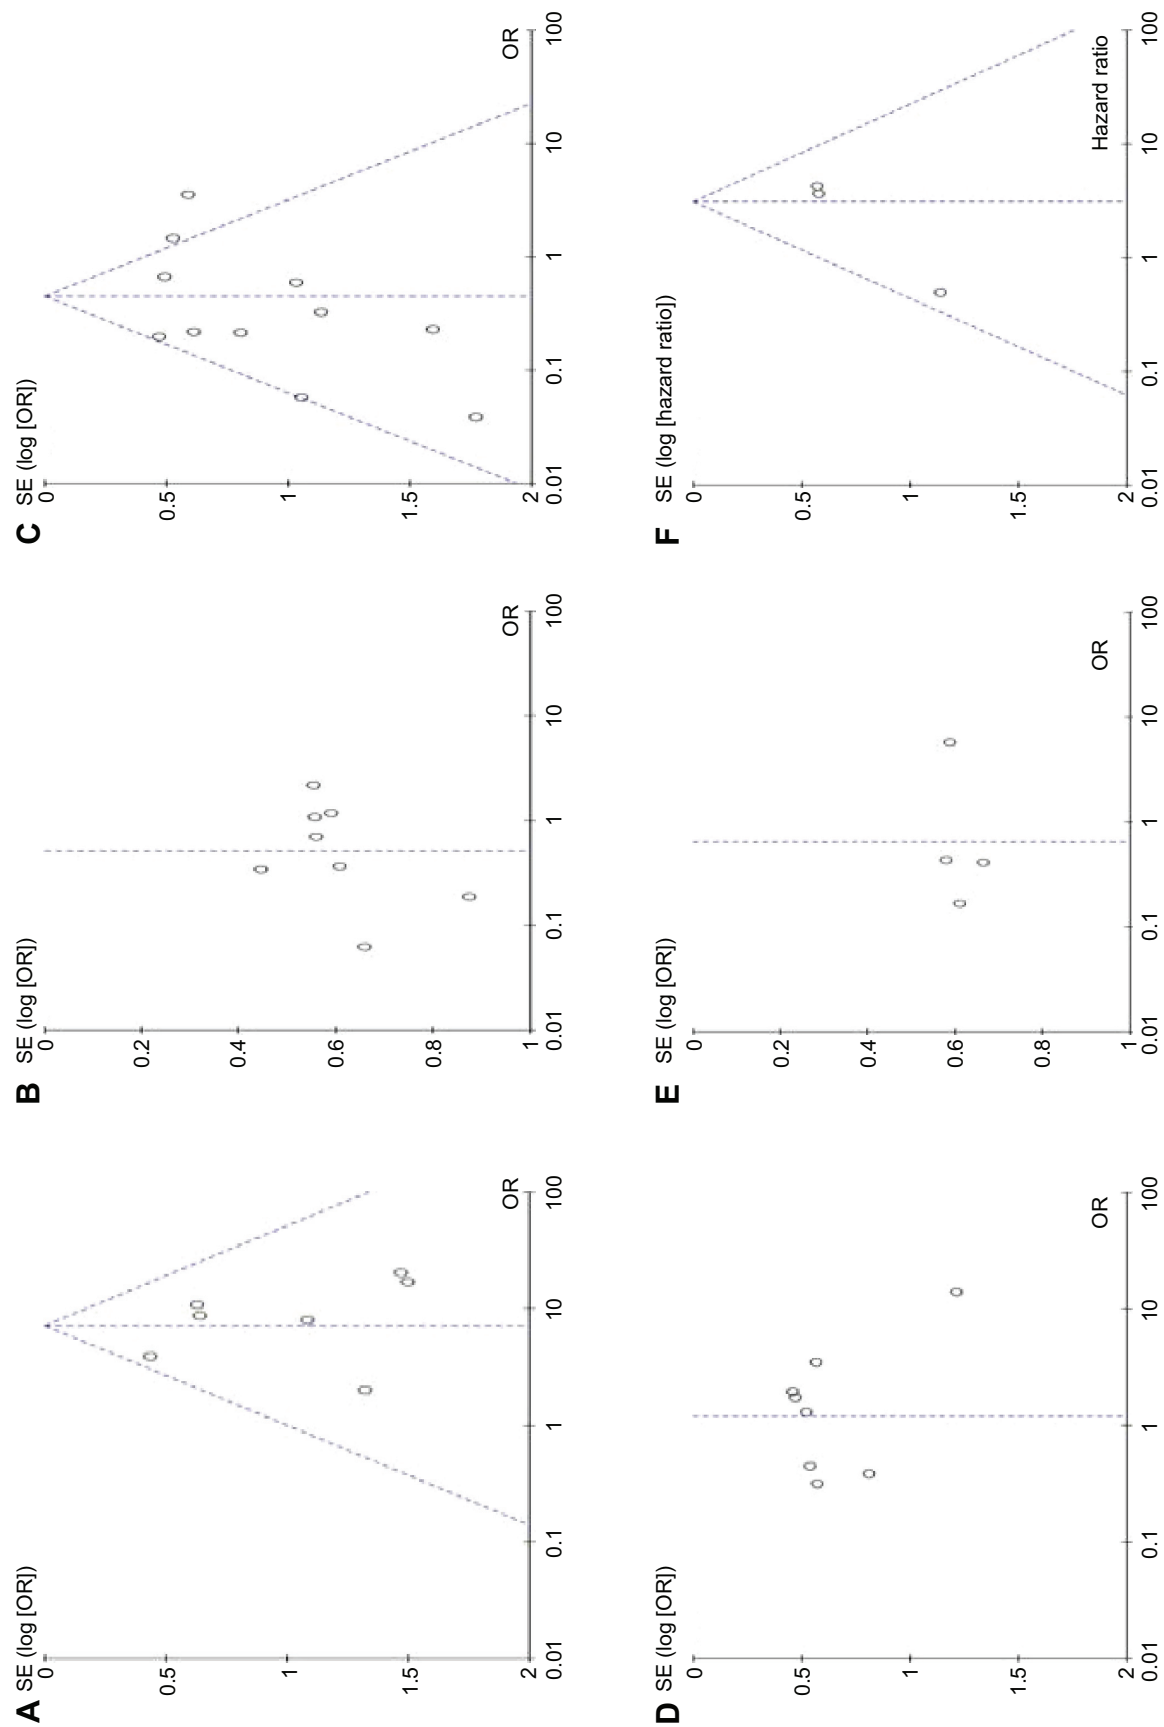 A SE (log [OR])
0
0.5
1
1.5
2
0.01 0.1 1 10 100
OR
B SE (log [OR])
0
0.2
0.4
0.6
0.8
1
0.01 0.1 1 10 100
OR
C SE (log [OR])
0
0.5
1
1.5
2
0.01 0.1 1 10 100
OR
D SE (log [OR])
0
0.5
1
1.5
2
0.01 0.1 1 10 100
OR
E SE (log [OR])
0
0.2
0.4
0.6
0.8
1
0.01 0.1 1 10 100
OR
F SE (log [hazard ratio])
0
0.5
1
1.5
2
0.01 0.1 1 10 100
Hazard ratio